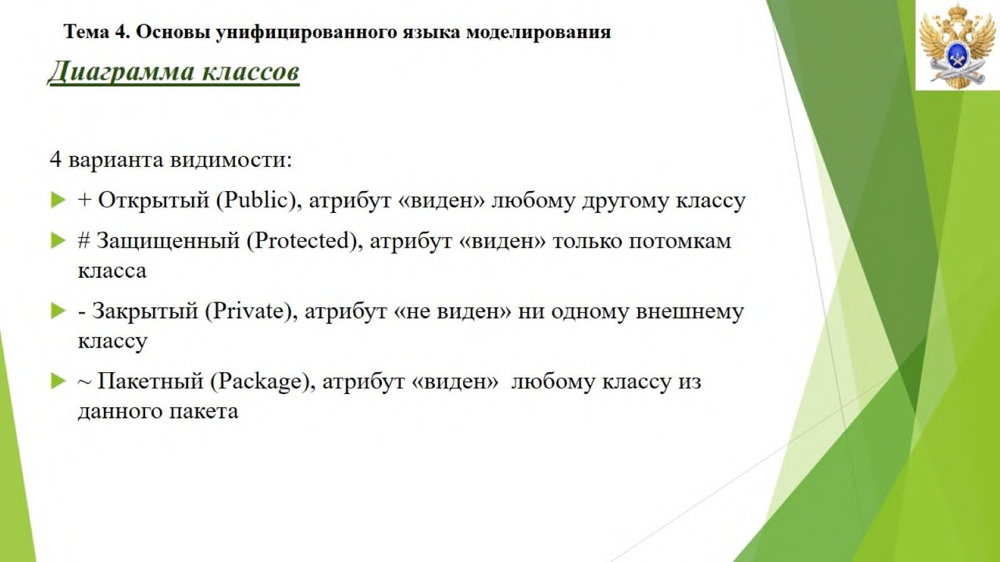 Тема 4. Основы унифицированного языка моделирования
Диаграмма классов
4 варианта видимости:
+ Открытый (Public), атрибут «виден» любому другому классу
# Защищенный (Protected), атрибут «виден» только потомкам
класса
- Закрытый (Private), атрибут «не виден» ни одному внешнему
классу
~ Пакетный (Package), атрибут «виден»  любому классу из
данного пакета